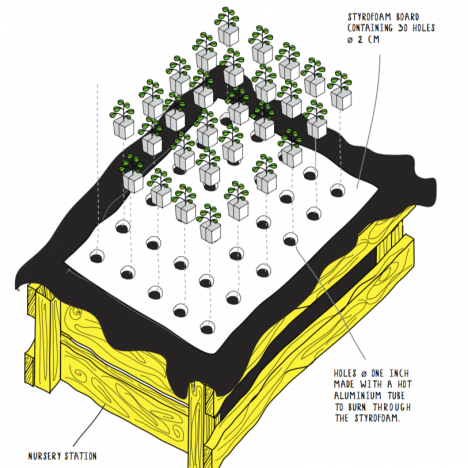 STYROFOAM BOARD
CONTAINING 30 HOLES
ø 2 CM
HOLES ø ONE INCH
MADE WITH A HOT
ALUMINIUM TUBE
TO BURN THROUGH
THE STYROFOAM.
NURSERY STATION